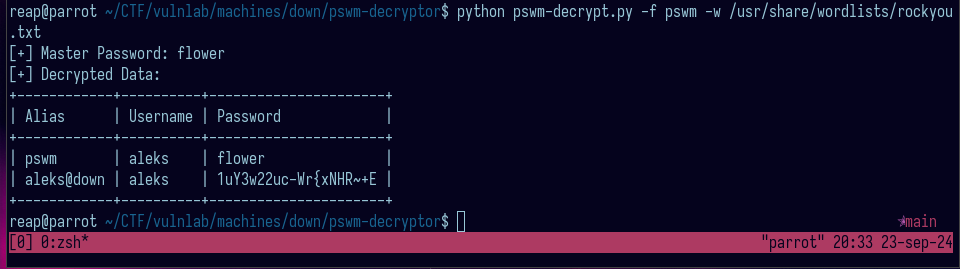 reap@parrot ~/CTF/vulnlab/machines/down/pswm-decryptor$ python pswm-decrypt.py -f pswm -w /usr/share/wordlists/rockyou
.txt
[+] Master Password: flower
[+] Decrypted Data:
+------------+----------+----------------------+
| Alias      | Username | Password             |
+------------+----------+----------------------+
| pswm       | aleks    | flower               |
| aleks@down | aleks    | 1uY3w22uc-Wr{xNHR~+E |
+------------+----------+----------------------+
reap@parrot ~/CTF/vulnlab/machines/down/pswm-decryptor$ main
[0] 0:zsh* "parrot" 20:33 23-sep-24